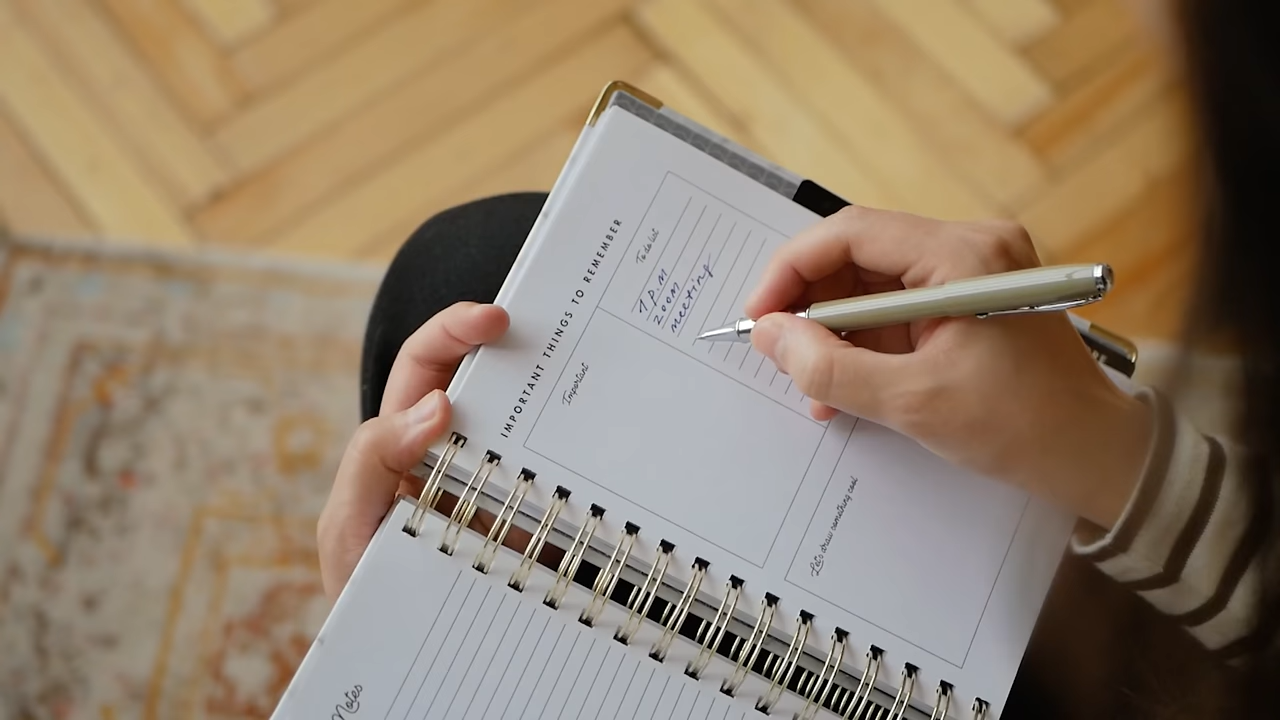 IMPORTANT THINGS TO REMEMBER
To do list
1 P.M
ZOOM
meeting
Important
Let's draw something cool
Notes